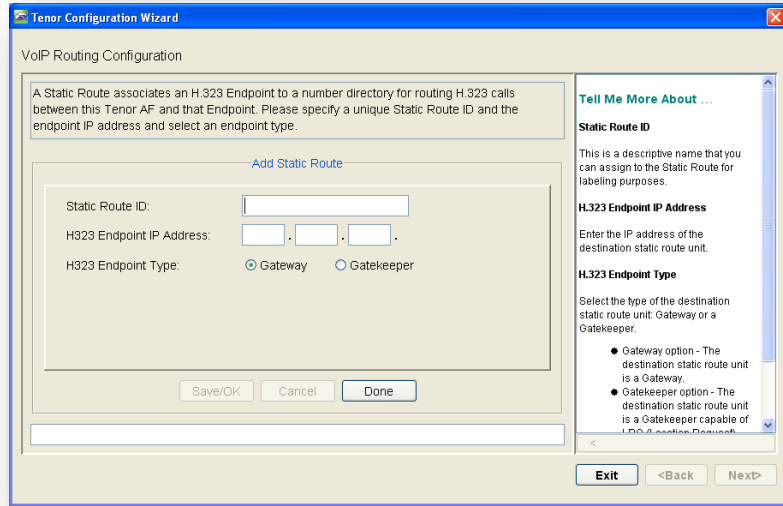 Tenor Configuration Wizard
VoIP Routing Configuration
A Static Route associates an H.323 Endpoint to a number directory for routing H.323 calls
between this Tenor AF and that Endpoint. Please specify a unique Static Route ID and the
endpoint IP address and select an endpoint type.
Add Static Route
Static Route ID:
H323 Endpoint IP Address: . . .
H323 Endpoint Type: Gateway Gatekeeper
Save/OK Cancel Done
Tell Me More About ...
Static Route ID
This is a descriptive name that you
can assign to the Static Route for
labeling purposes.
H.323 Endpoint IP Address
Enter the IP address of the
destination static route unit.
H.323 Endpoint Type
Select the type of the destination
static route unit: Gateway or a
Gatekeeper.
Gateway option - The
destination static route unit
is a Gateway.
Gatekeeper option - The
destination static route unit
is a Gatekeeper capable of
LRQ (Location Request)
<
Exit <Back Next>